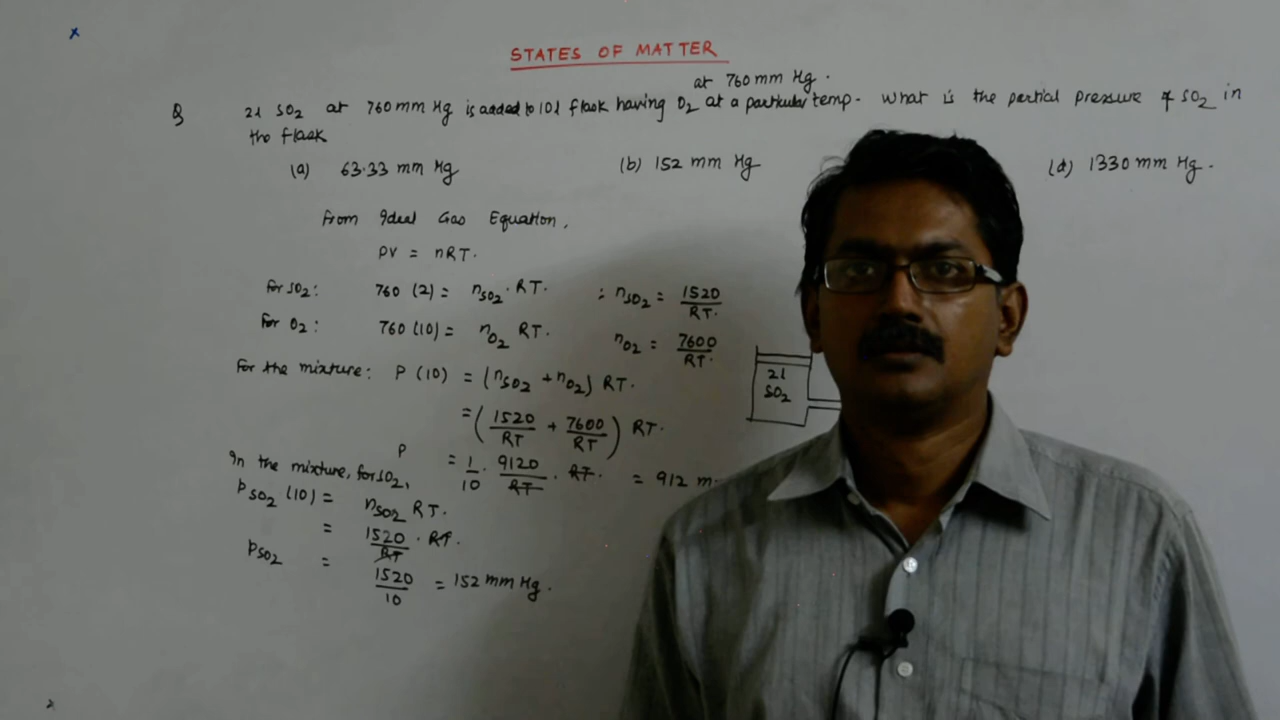 STATES OF MATTER
at 760 mm Hg.
Q 2l SO2 at 760 mm Hg is added to 10l flask having O2 at a particular temp. What is the partial pressure of SO2 in
the flask
(a) 63.33 mm Hg (b) 152 mm Hg (d) 1330 mm Hg.
From Ideal Gas Equation,
PV = nRT.
For SO2: 760 (2) = nSO2 . RT. ∴ nSO2 = 1520/RT.
For O2: 760 (10) = nO2 RT. nO2 = 7600/RT.
For the mixture: P (10) = (nSO2 + nO2) RT.
2l
SO2
= (1520/RT + 7600/RT) RT.
P = 1/10 . 9120/RT . RT. = 912 m
In the mixture, for SO2,
PSO2 (10) = nSO2 RT.
= 1520/RT . RT.
PSO2 = 1520/10 = 152 mm Hg.